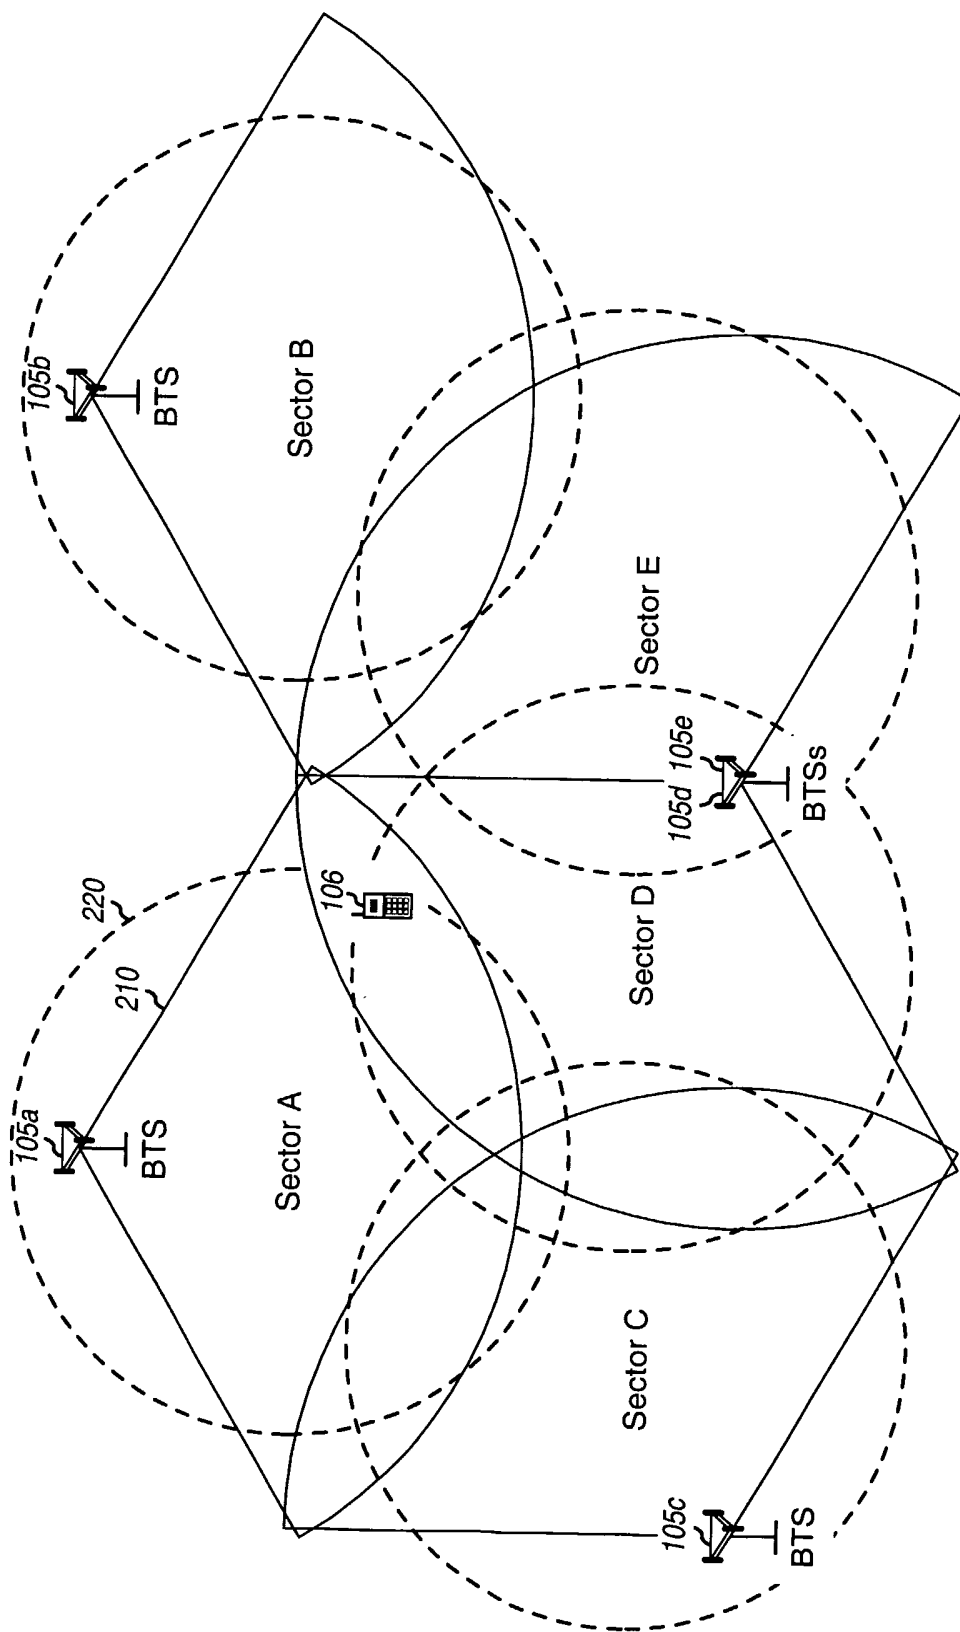 105a
BTS
210
220
105b
BTS
Sector A
106
Sector B
105c
BTS
Sector C
Sector D
105d
105e
BTSs
Sector E